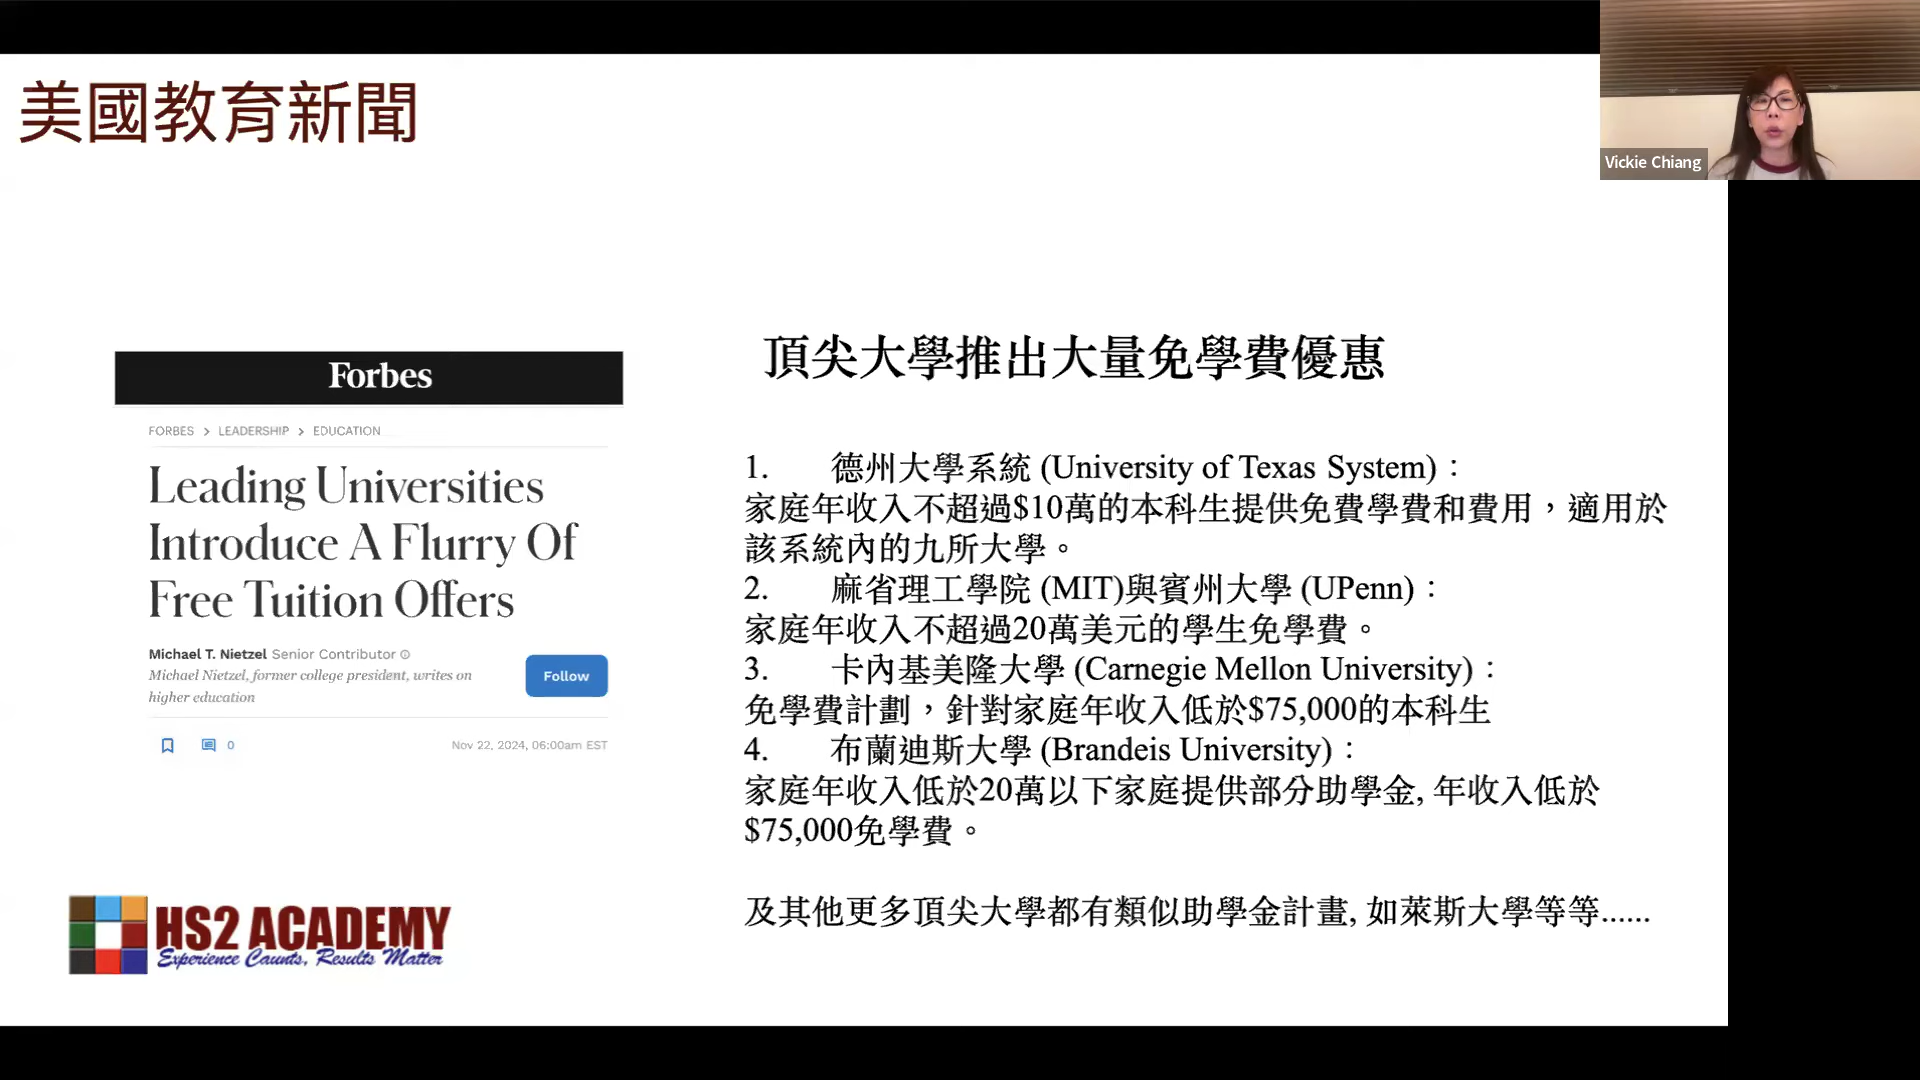 美國教育新聞
Vickie Chiang
Forbes
FORBES > LEADERSHIP > EDUCATION
Leading Universities
Introduce A Flurry Of
Free Tuition Offers
Michael T. Nietzel Senior Contributor
Michael Nietzel, former college president, writes on
higher education
Follow
0
Nov 22, 2024, 06:00am EST
頂尖大學推出大量免學費優惠
1. 德州大學系統 (University of Texas System)：
家庭年收入不超過$10萬的本科生提供免費學費和費用，適用於
該系統內的九所大學。
2. 麻省理工學院 (MIT)與賓州大學 (UPenn)：
家庭年收入不超過20萬美元的學生免學費。
3. 卡內基美隆大學 (Carnegie Mellon University)：
免學費計劃，針對家庭年收入低於$75,000的本科生
4. 布蘭迪斯大學 (Brandeis University)：
家庭年收入低於20萬以下家庭提供部分助學金, 年收入低於
$75,000免學費。
及其他更多頂尖大學都有類似助學金計畫, 如萊斯大學等等......
HS2 ACADEMY
Experience Counts, Results Matter